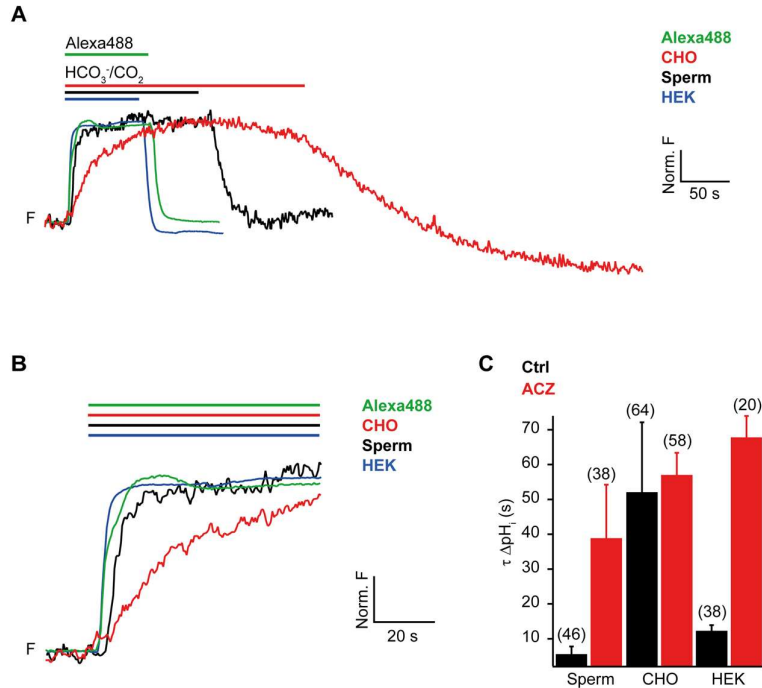 A
Alexa488
HCO3-/CO2
Alexa488
CHO
Sperm
HEK
Norm. F
50 s
F
B
Alexa488
CHO
Sperm
HEK
Norm. F
20 s
F
C
Ctrl
ACZ
τ ΔpHi (s)
70
60
50
40
30
20
10
(46)
(38)
(64)
(58)
(38)
(20)
Sperm
CHO
HEK